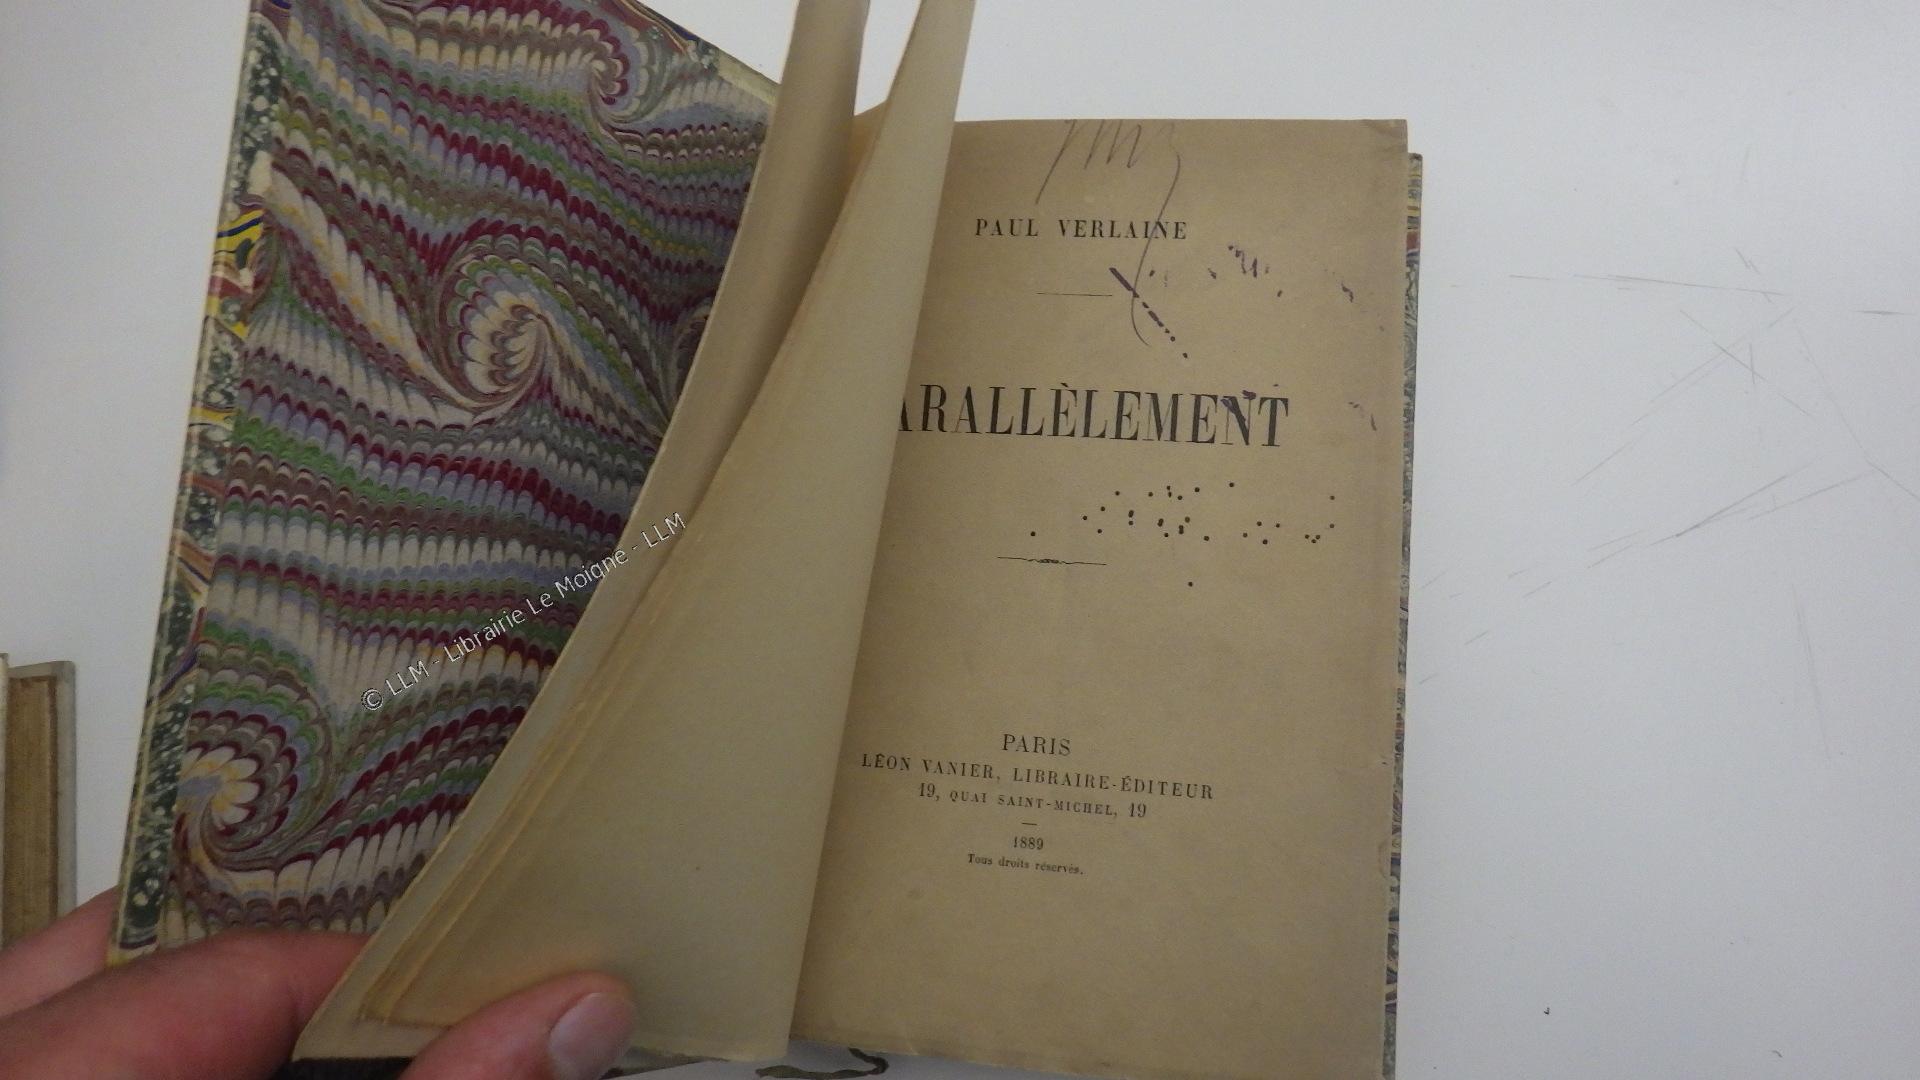 PAUL VERLAINE
ARALLÈLEMENT
PARIS
LÉON VANIER, LIBRAIRE-ÉDITEUR
19, QUAI SAINT-MICHEL, 19
1889
Tous droits réservés.
© LLM - Librairie Le Moigne - LLM